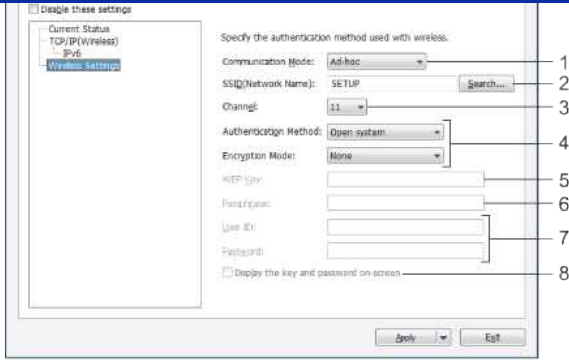 Disable these settings
Current Status
TCP/IP(Wireless)
IPv6
Wireless Settings
Specify the authentication method used with wireless.
Communication Mode: Ad-hoc 1
SSID(Network Name): SETUP Search... 2
Channel: 11 3
Authentication Method: Open system 4
Encryption Mode: None
WEP Key: 5
Passphrase: 6
User ID: 7
Password:
Display the key and password on-screen 8
Apply Exit